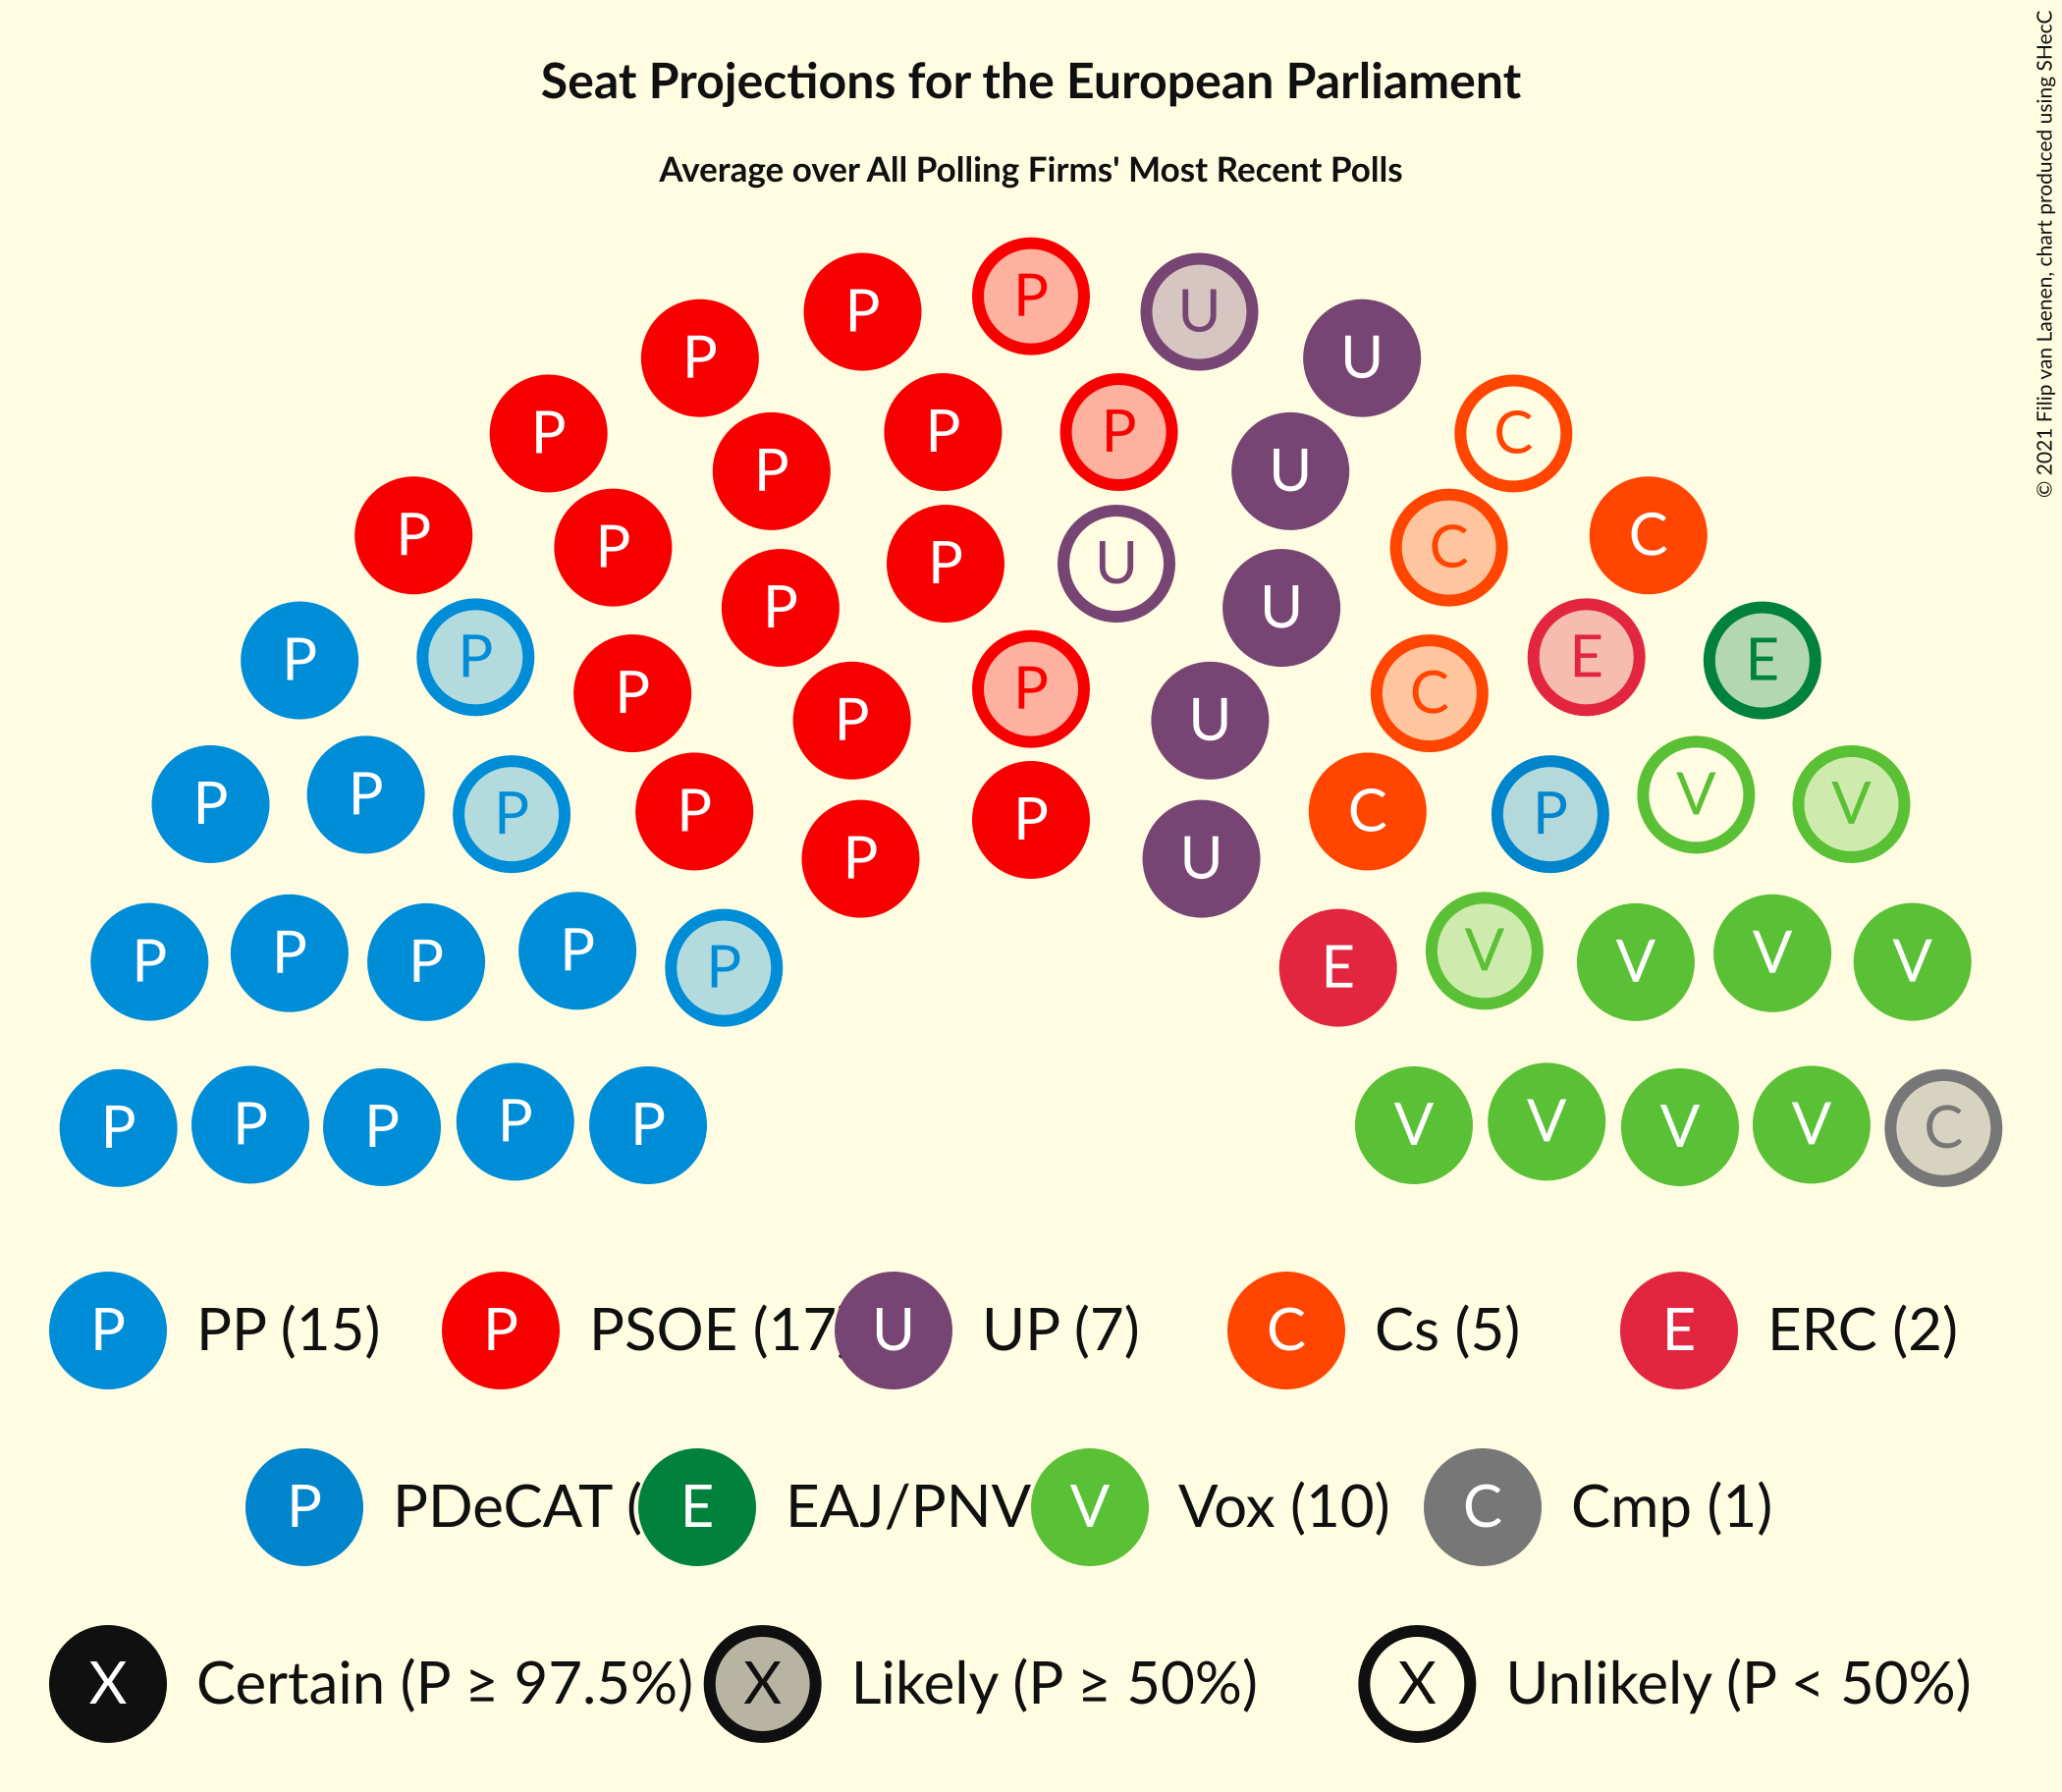 Seat Projections for the European Parliament
Average over All Polling Firms' Most Recent Polls
© 2021 Filip van Laenen, chart produced using SHecC
P U
P U
P P
P C
P P
P U
P C
P C
P U
P U
P P E E
P C
P U
P P
P P V V
P P C P
P U
P P P P P E V V V V
P P P P P V V V V C
P PP (15) P PSOE (17 U UP (7) C Cs (5) E ERC (2)
P PDeCAT ( E EAJ/PNV V Vox (10) C Cmp (1)
X Certain (P ≥ 97.5%) X Likely (P ≥ 50%) X Unlikely (P < 50%)